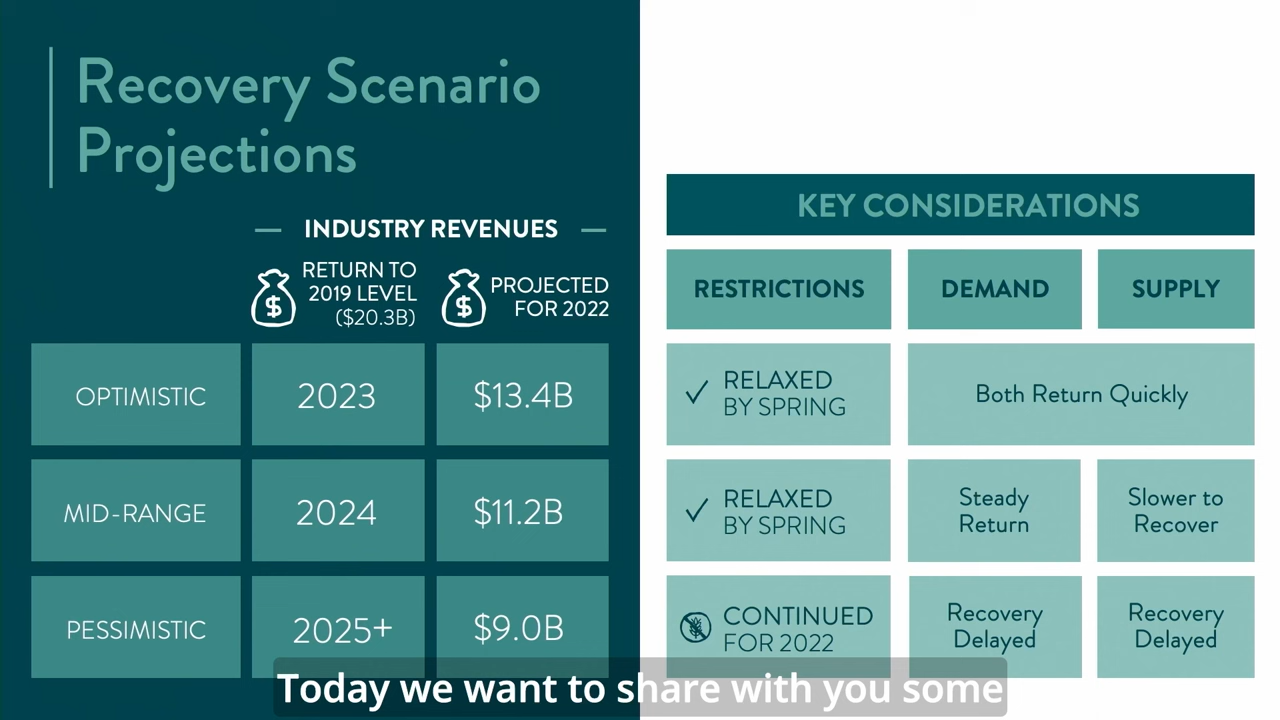 Recovery Scenario
Projections
INDUSTRY REVENUES
RETURN TO
2019 LEVEL
($20.3B)
PROJECTED
FOR 2022
OPTIMISTIC
2023
$13.4B
MID-RANGE
2024
$11.2B
PESSIMISTIC
2025+
$9.0B
KEY CONSIDERATIONS
RESTRICTIONS
DEMAND
SUPPLY
RELAXED
BY SPRING
Both Return Quickly
RELAXED
BY SPRING
Steady
Return
Slower to
Recover
CONTINUED
FOR 2022
Recovery
Delayed
Recovery
Delayed
Today we want to share with you some